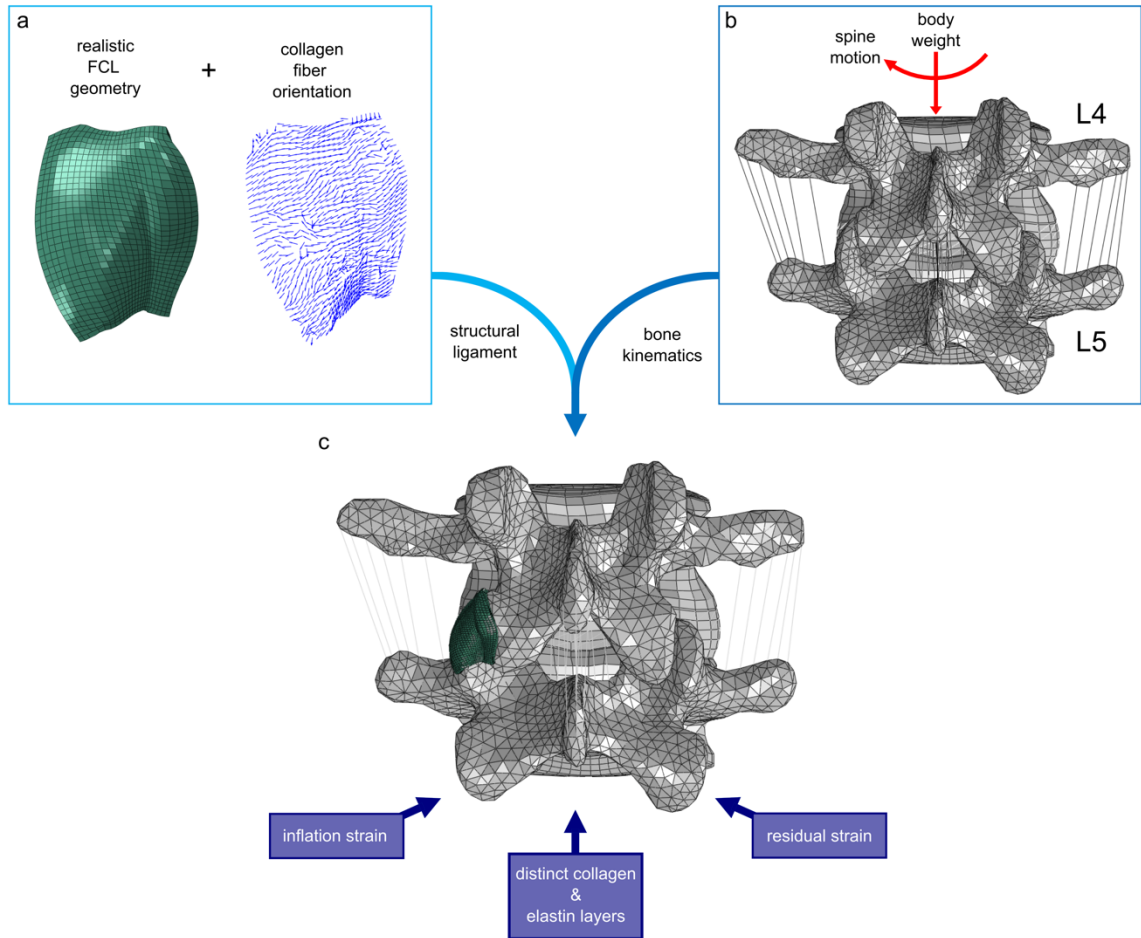 a
realistic
FCL
geometry
+
collagen
fiber
orientation
b
spine
motion
body
weight
L4
L5
structural
ligament
bone
kinematics
c
inflation strain
distinct collagen
&
elastin layers
residual strain